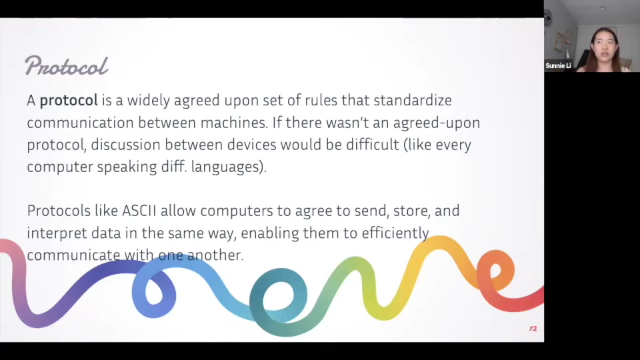 Protocol
A protocol is a widely agreed upon set of rules that standardize
communication between machines. If there wasn't an agreed-upon
protocol, discussion between devices would be difficult (like every
computer speaking diff. languages).
Protocols like ASCII allow computers to agree to send, store, and
interpret data in the same way, enabling them to efficiently
communicate with one another.
12
Sunnie Li